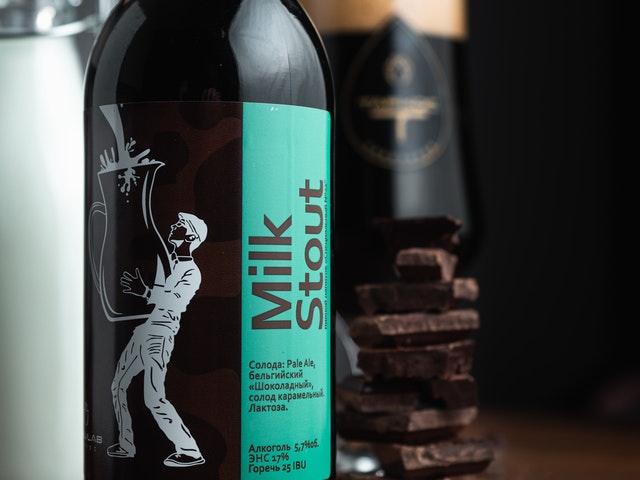 Milk
Stout
Солода: Pale Ale,
бельгийский
«Шоколадный»,
солод карамельный.
Лактоза.
Алкоголь 5,7%об.
ЭНС 17%
Горечь 25 IBU